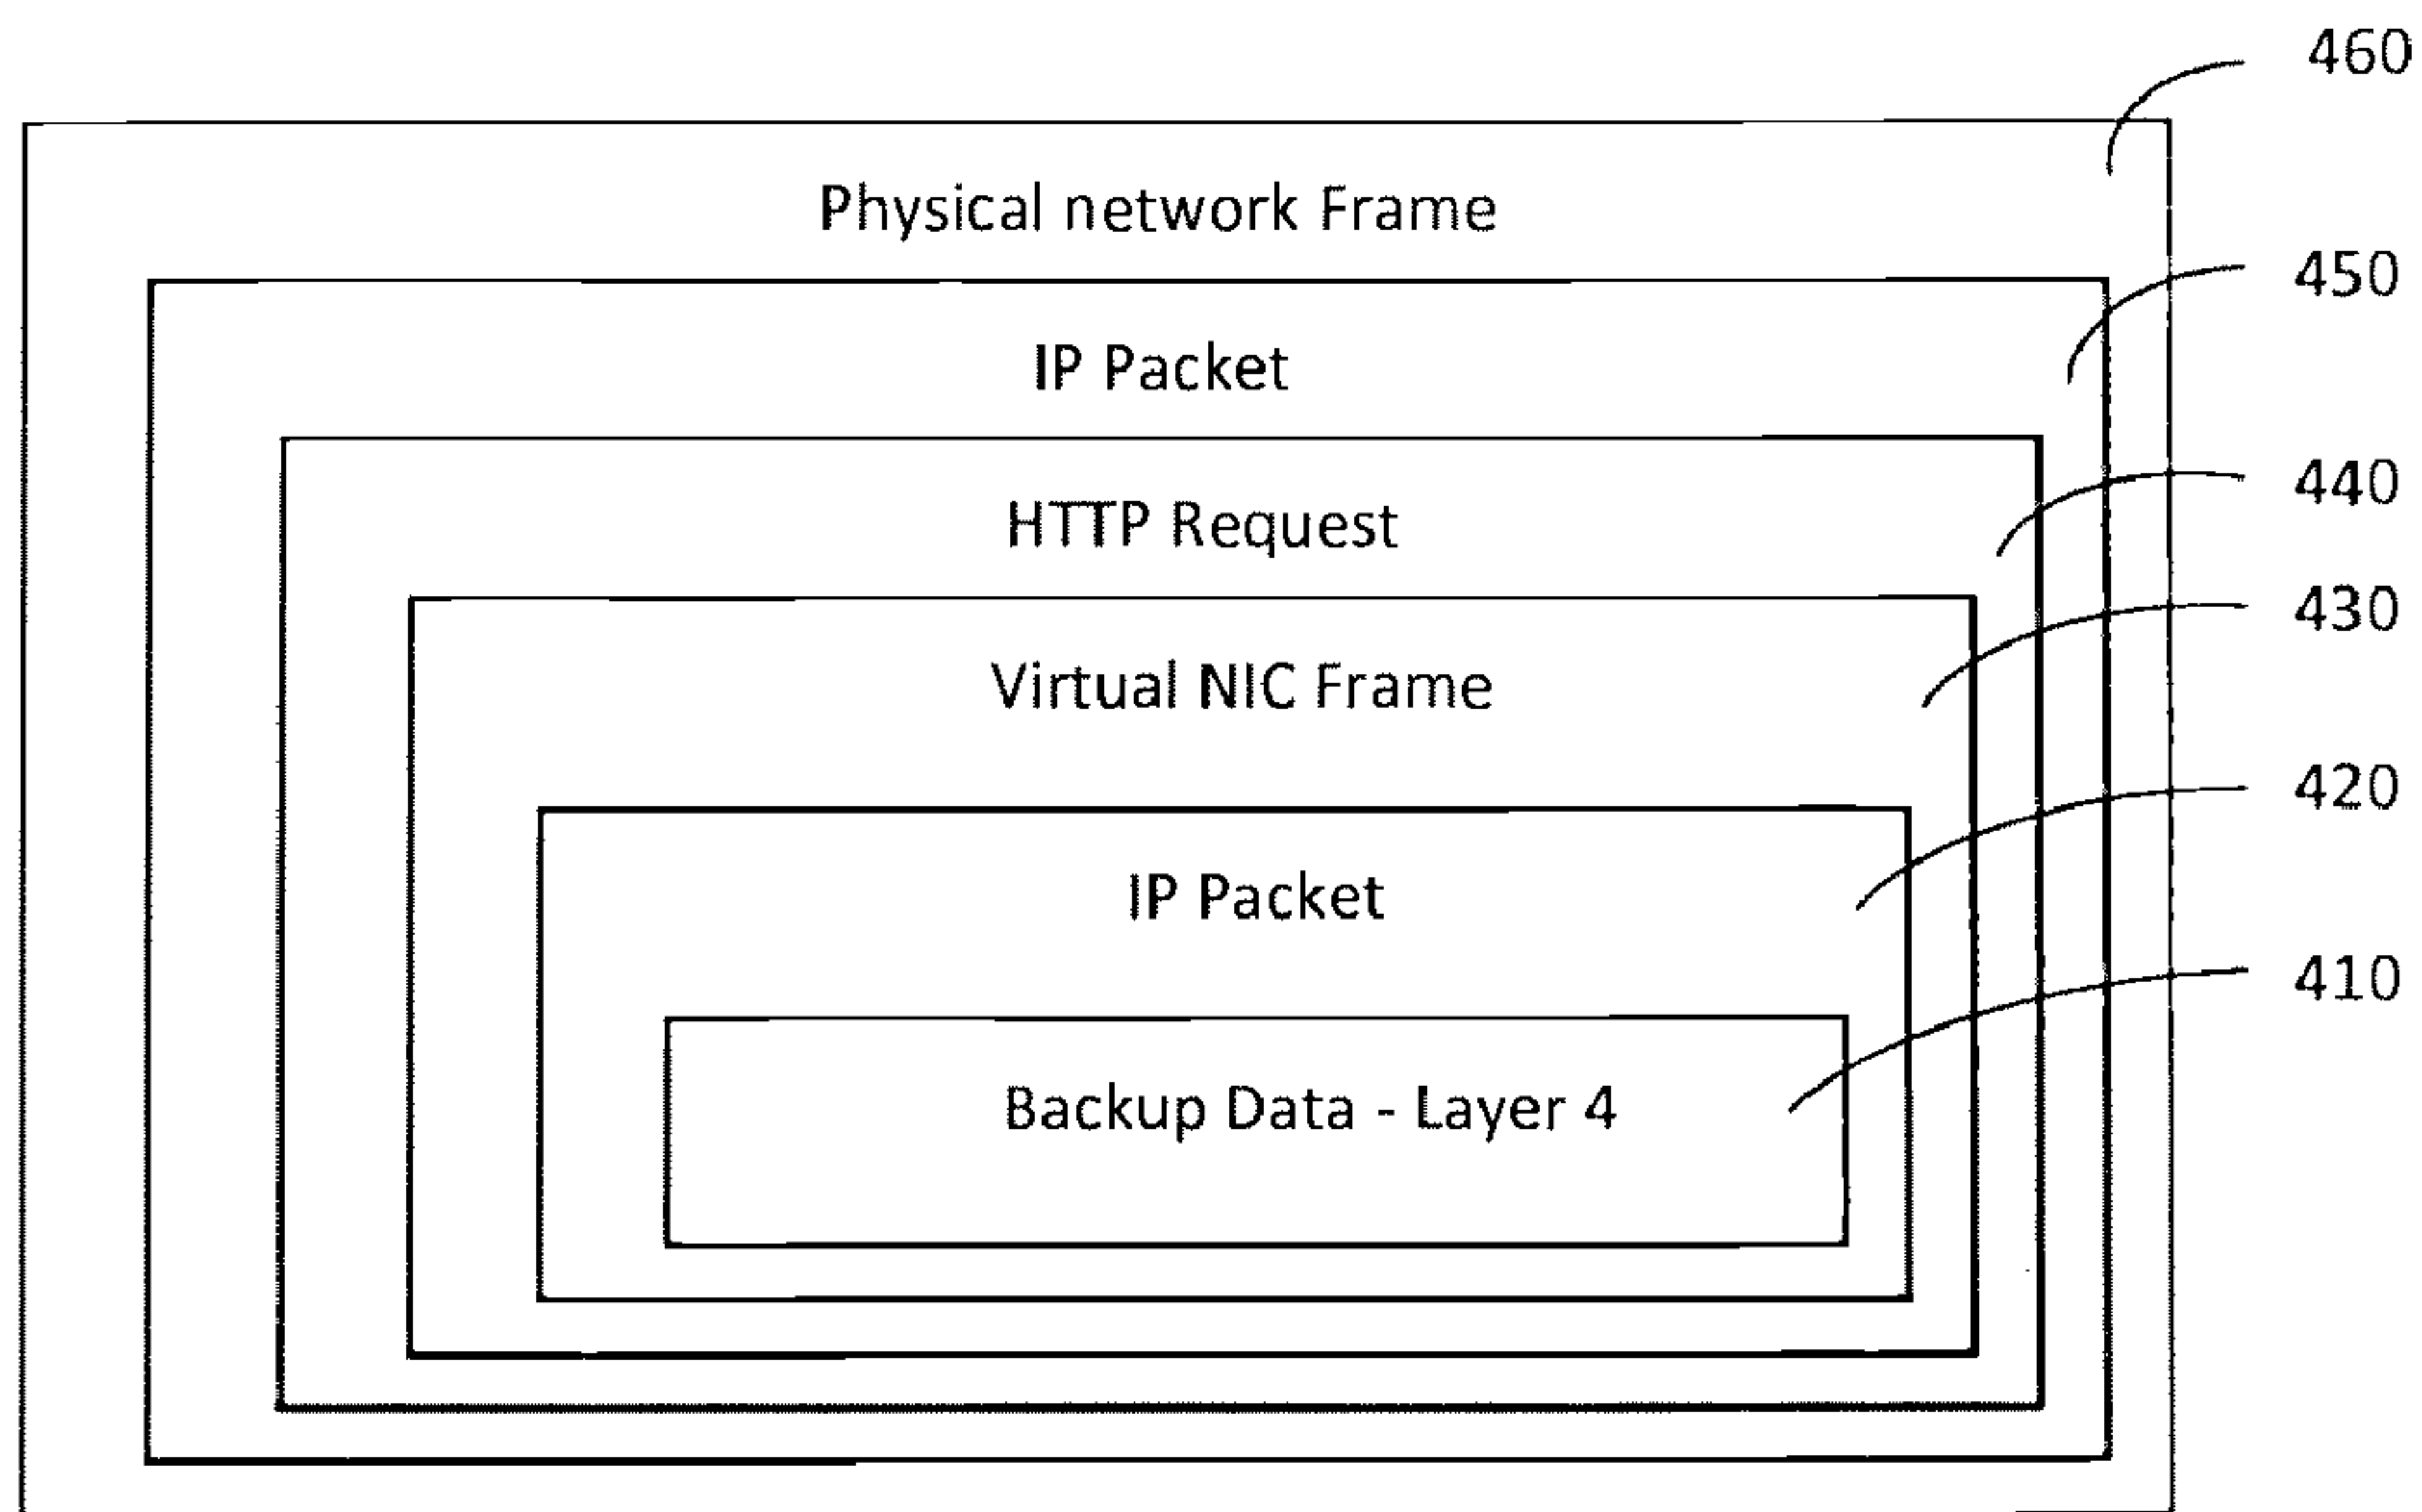 460
Physical network Frame
450
IP Packet
440
HTTP Request
430
Virtual NIC Frame
420
IP Packet
410
Backup Data - Layer 4